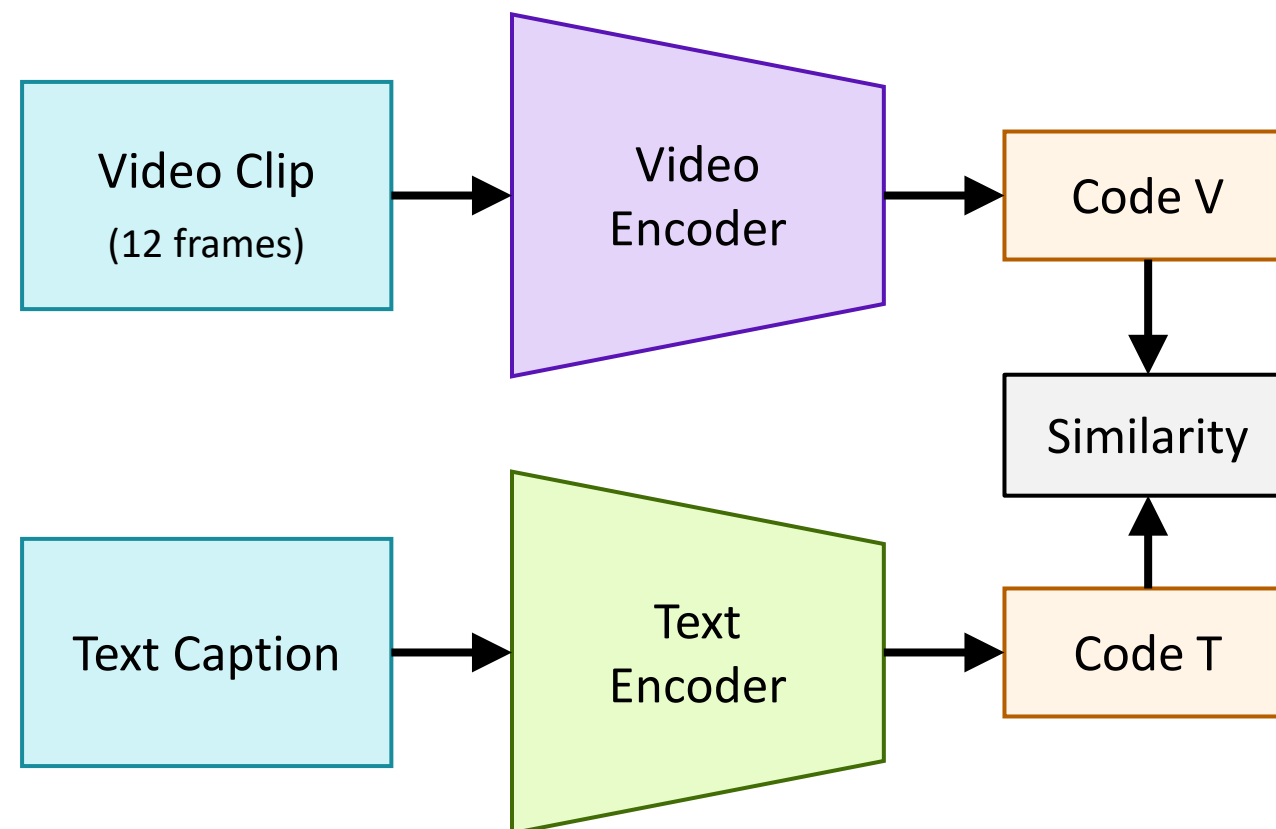 Video Clip
(12 frames)
Video
Encoder
Code V
Similarity
Text Caption
Text
Encoder
Code T